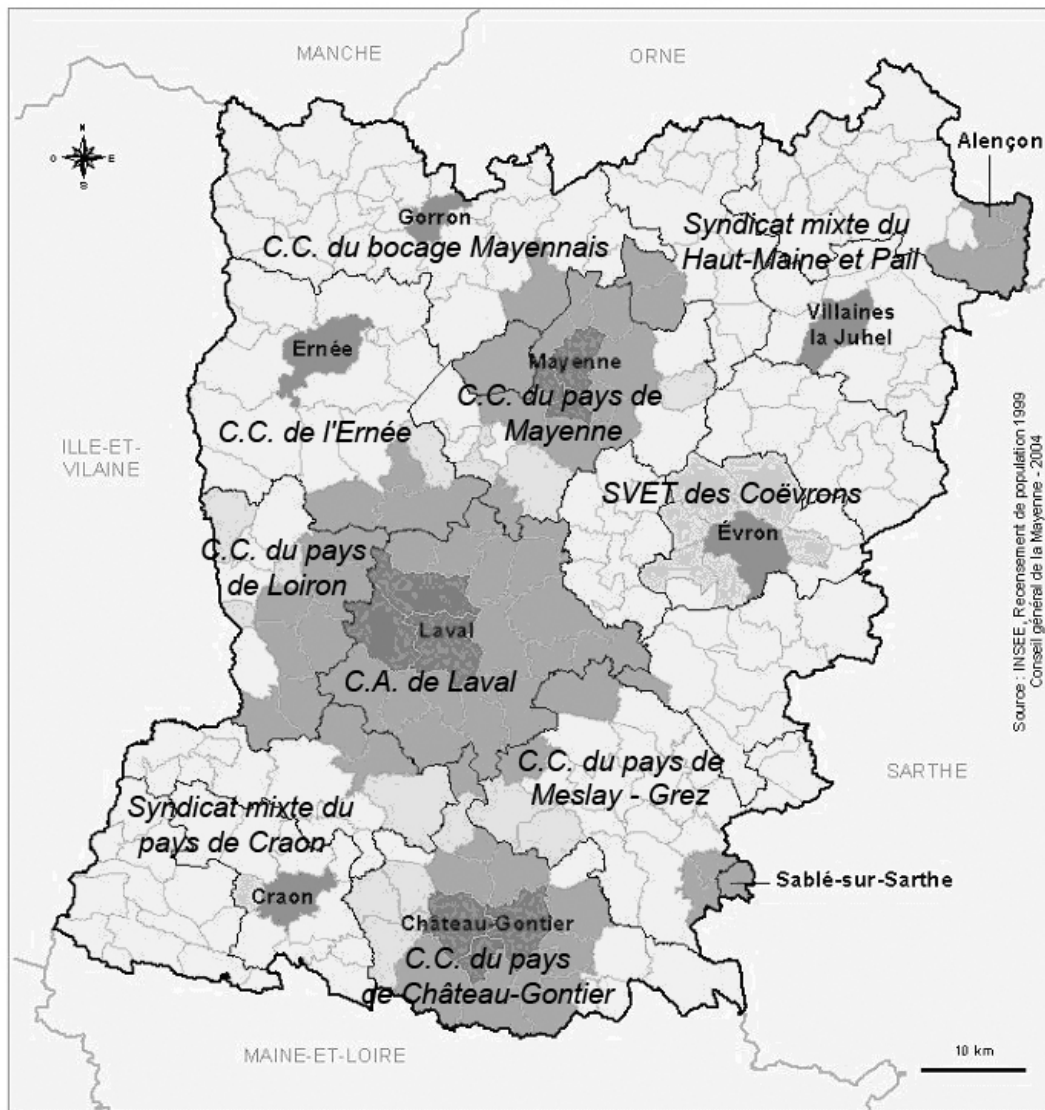 MANCHE
ORNE
N
O
E
S
Alençon
Gorron
C.C. du bocage Mayennais
Syndicat mixte du
Haut-Maine et Pail
Villaines
la Juhel
Ernée
Mayenne
C.C. du pays de
Mayenne
C.C. de l'Ernée
ILLE-ET-
VILAINE
SVET des Coëvrons
Évron
C.C. du pays
de Loiron
Laval
C.A. de Laval
C.C. du pays de
Meslay - Grez
SARTHE
Syndicat mixte du
pays de Craon
Craon
Sablé-sur-Sarthe
Château-Gontier
C.C. du pays
de Château-Gontier
MAINE-ET-LOIRE
10 km
Source : INSEE, Recensement de population 1999
Conseil général de la Mayenne - 2004